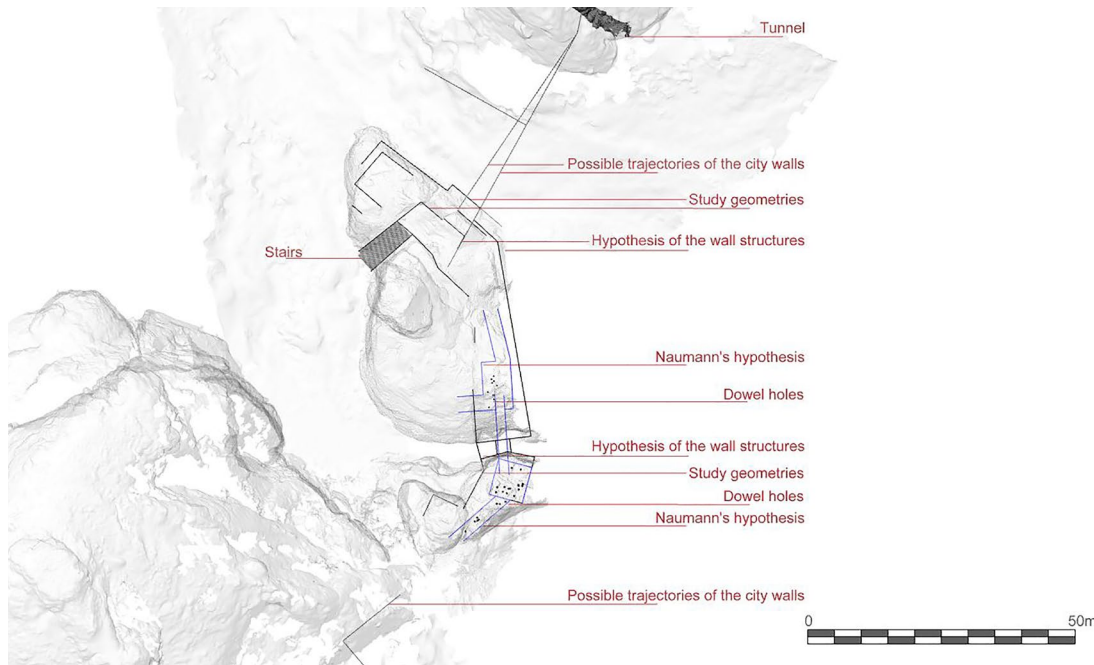 Tunnel
Possible trajectories of the city walls
Study geometries
Hypothesis of the wall structures
Stairs
Naumann's hypothesis
Dowel holes
Hypothesis of the wall structures
Study geometries
Dowel holes
Naumann's hypothesis
Possible trajectories of the city walls
0 50m